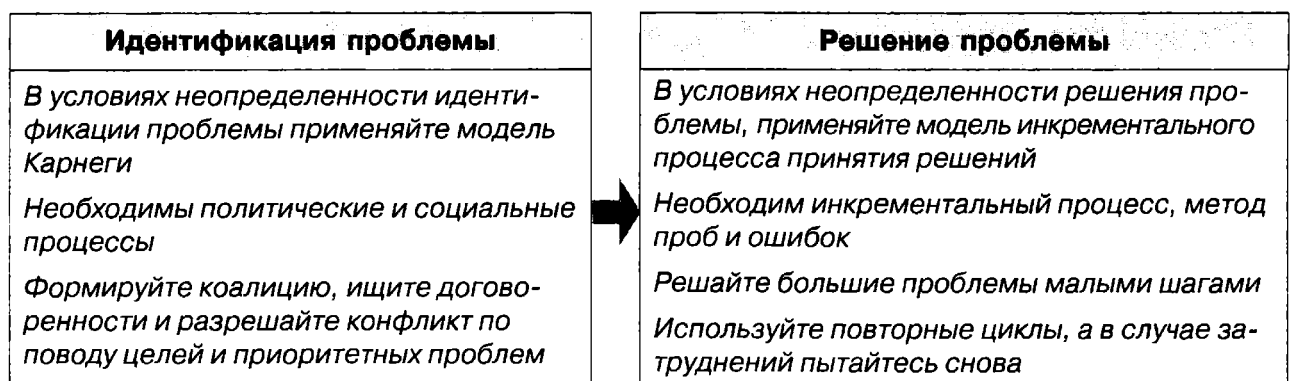 Идентификация проблемы
В условиях неопределенности иденти-
фикации проблемы применяйте модель
Карнеги
Необходимы политические и социальные
процессы
Формируйте коалицию, ищите догово-
ренности и разрешайте конфликт по
поводу целей и приоритетных проблем
Решение проблемы
В условиях неопределенности решения про-
блемы, применяйте модель инкрементального
процесса принятия решений
Необходим инкрементальный процесс, метод
проб и ошибок
Решайте большие проблемы малыми шагами
Используйте повторные циклы, а в случае за-
труднений пытайтесь снова